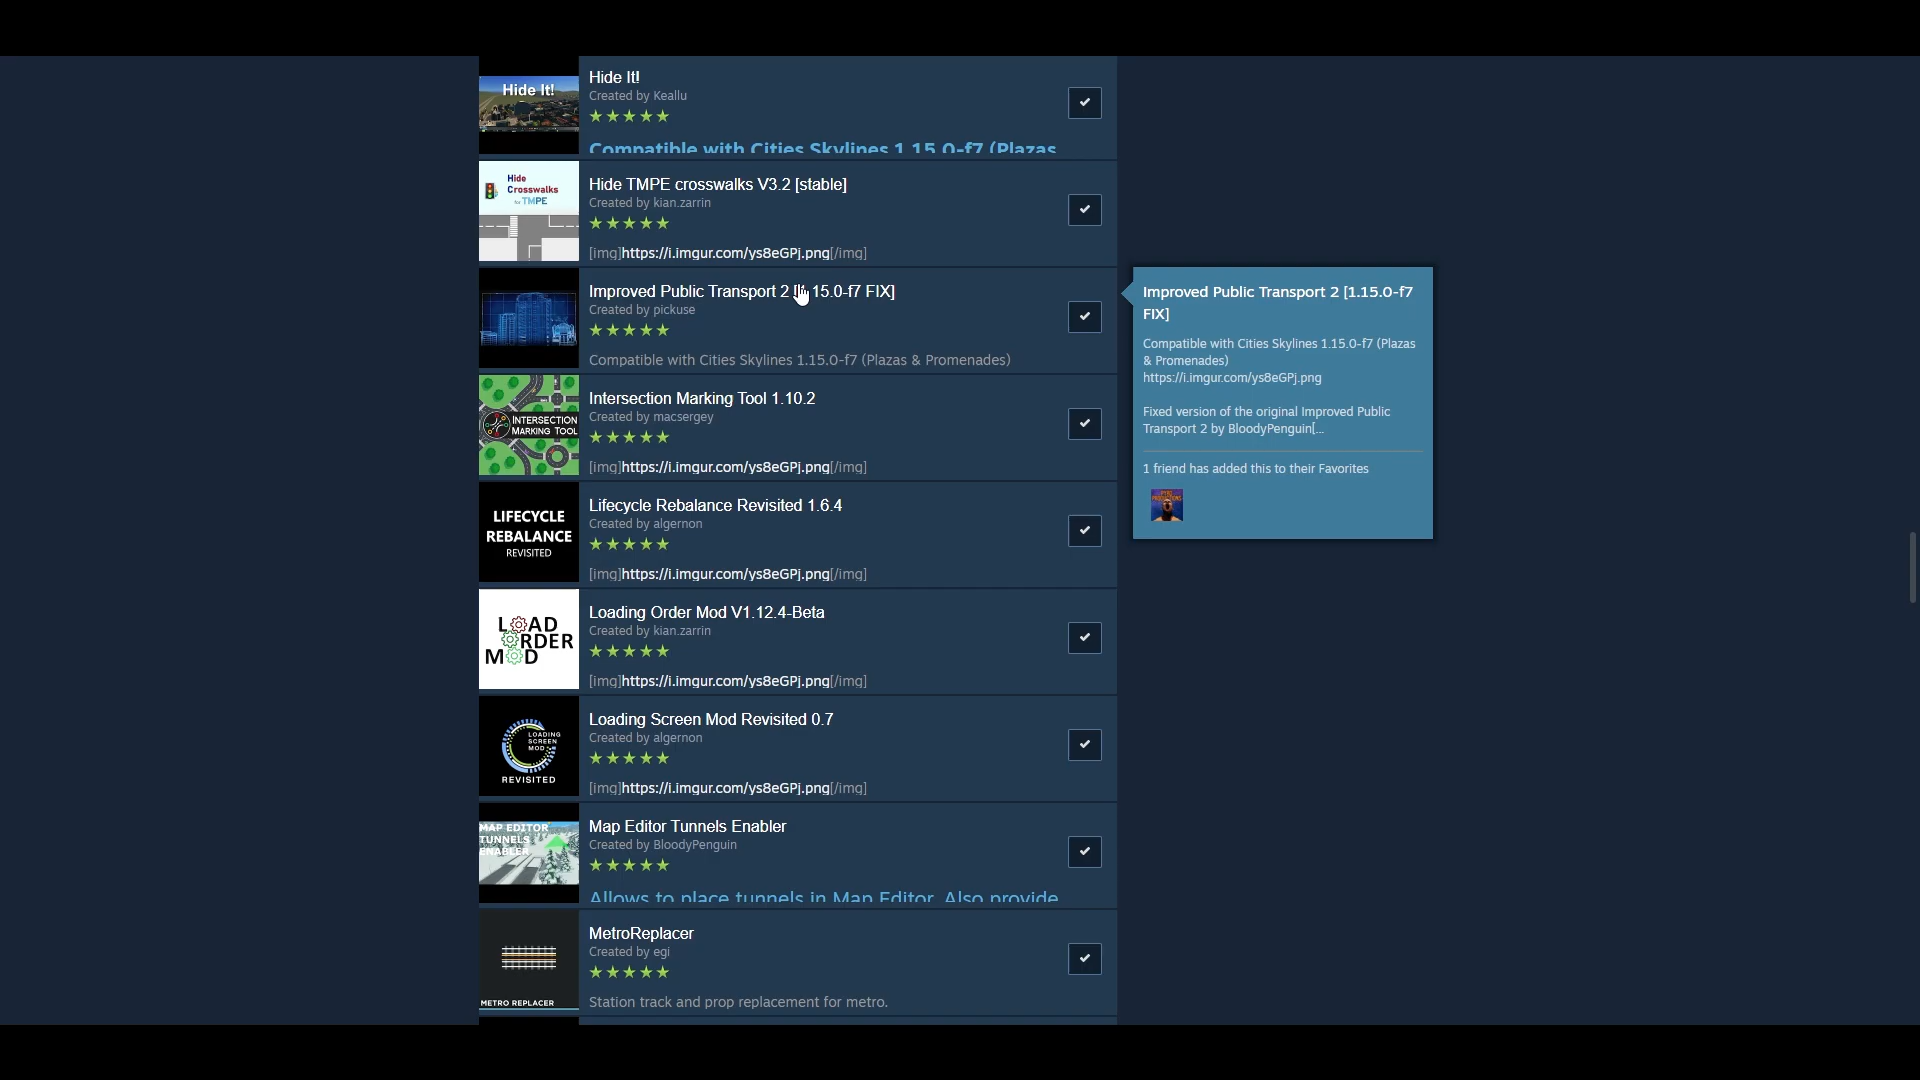 Hide It!
Hide It!
Created by Keallu
Compatible with Cities Skylines 1.15.0-f7 (Plazas
Hide
Crosswalks
for TMPE
Hide TMPE crosswalks V3.2 [stable]
Created by kian.zarrin
[img]https://i.imgur.com/ys8eGPj.png[/img]
Improved Public Transport 2 [1.15.0-f7 FIX]
Created by pickuse
Compatible with Cities Skylines 1.15.0-f7 (Plazas & Promenades)
INTERSECTION
MARKING TOOL
Intersection Marking Tool 1.10.2
Created by macsergey
[img]https://i.imgur.com/ys8eGPj.png[/img]
LIFECYCLE
REBALANCE
REVISITED
Lifecycle Rebalance Revisited 1.6.4
Created by algernon
[img]https://i.imgur.com/ys8eGPj.png[/img]
LOAD
ORDER
MOD
Loading Order Mod V1.12.4-Beta
Created by kian.zarrin
[img]https://i.imgur.com/ys8eGPj.png[/img]
LOADING
SCREEN
MOD
REVISITED
Loading Screen Mod Revisited 0.7
Created by algernon
[img]https://i.imgur.com/ys8eGPj.png[/img]
MAP EDITOR
TUNNELS
ENABLER
Map Editor Tunnels Enabler
Created by BloodyPenguin
Allows to place tunnels in Map Editor. Also provide
METRO REPLACER
MetroReplacer
Created by egi
Station track and prop replacement for metro.
Improved Public Transport 2 [1.15.0-f7
FIX]
Compatible with Cities Skylines 1.15.0-f7 (Plazas
& Promenades)
https://i.imgur.com/ys8eGPj.png
Fixed version of the original Improved Public
Transport 2 by BloodyPenguin[...
1 friend has added this to their Favorites